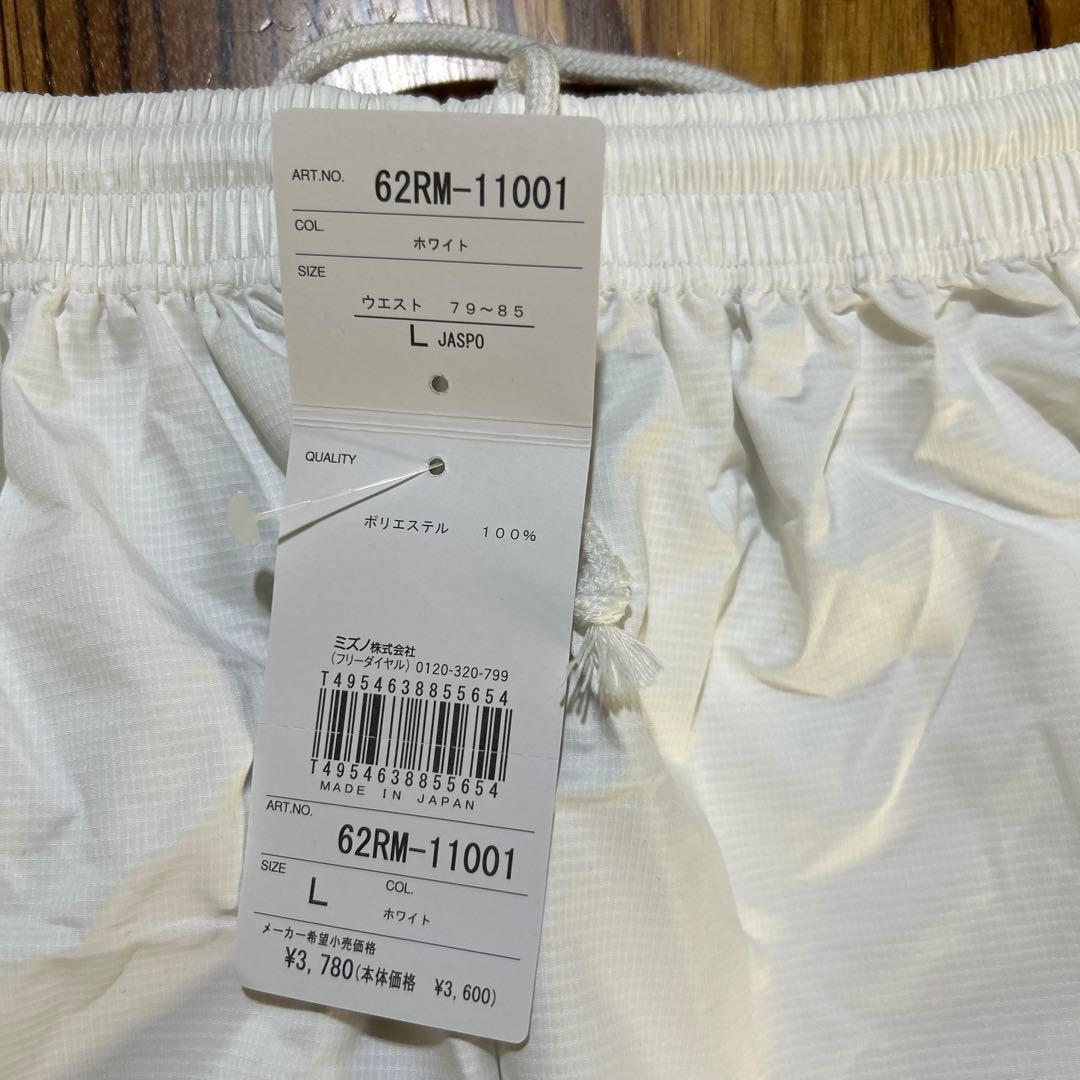 ART.NO. 62RM-11001
COL.
ホワイト
SIZE
ウエスト 79~85
L JASPO
QUALITY
ポリエステル 100%
ミズノ株式会社
(フリーダイヤル) 0120-320-799
T4954638855654
T4954638855654
MADE IN JAPAN
ART.NO.
62RM-11001
SIZE L COL.
ホワイト
メーカー希望小売価格
¥3,780(本体価格 ¥3,600)